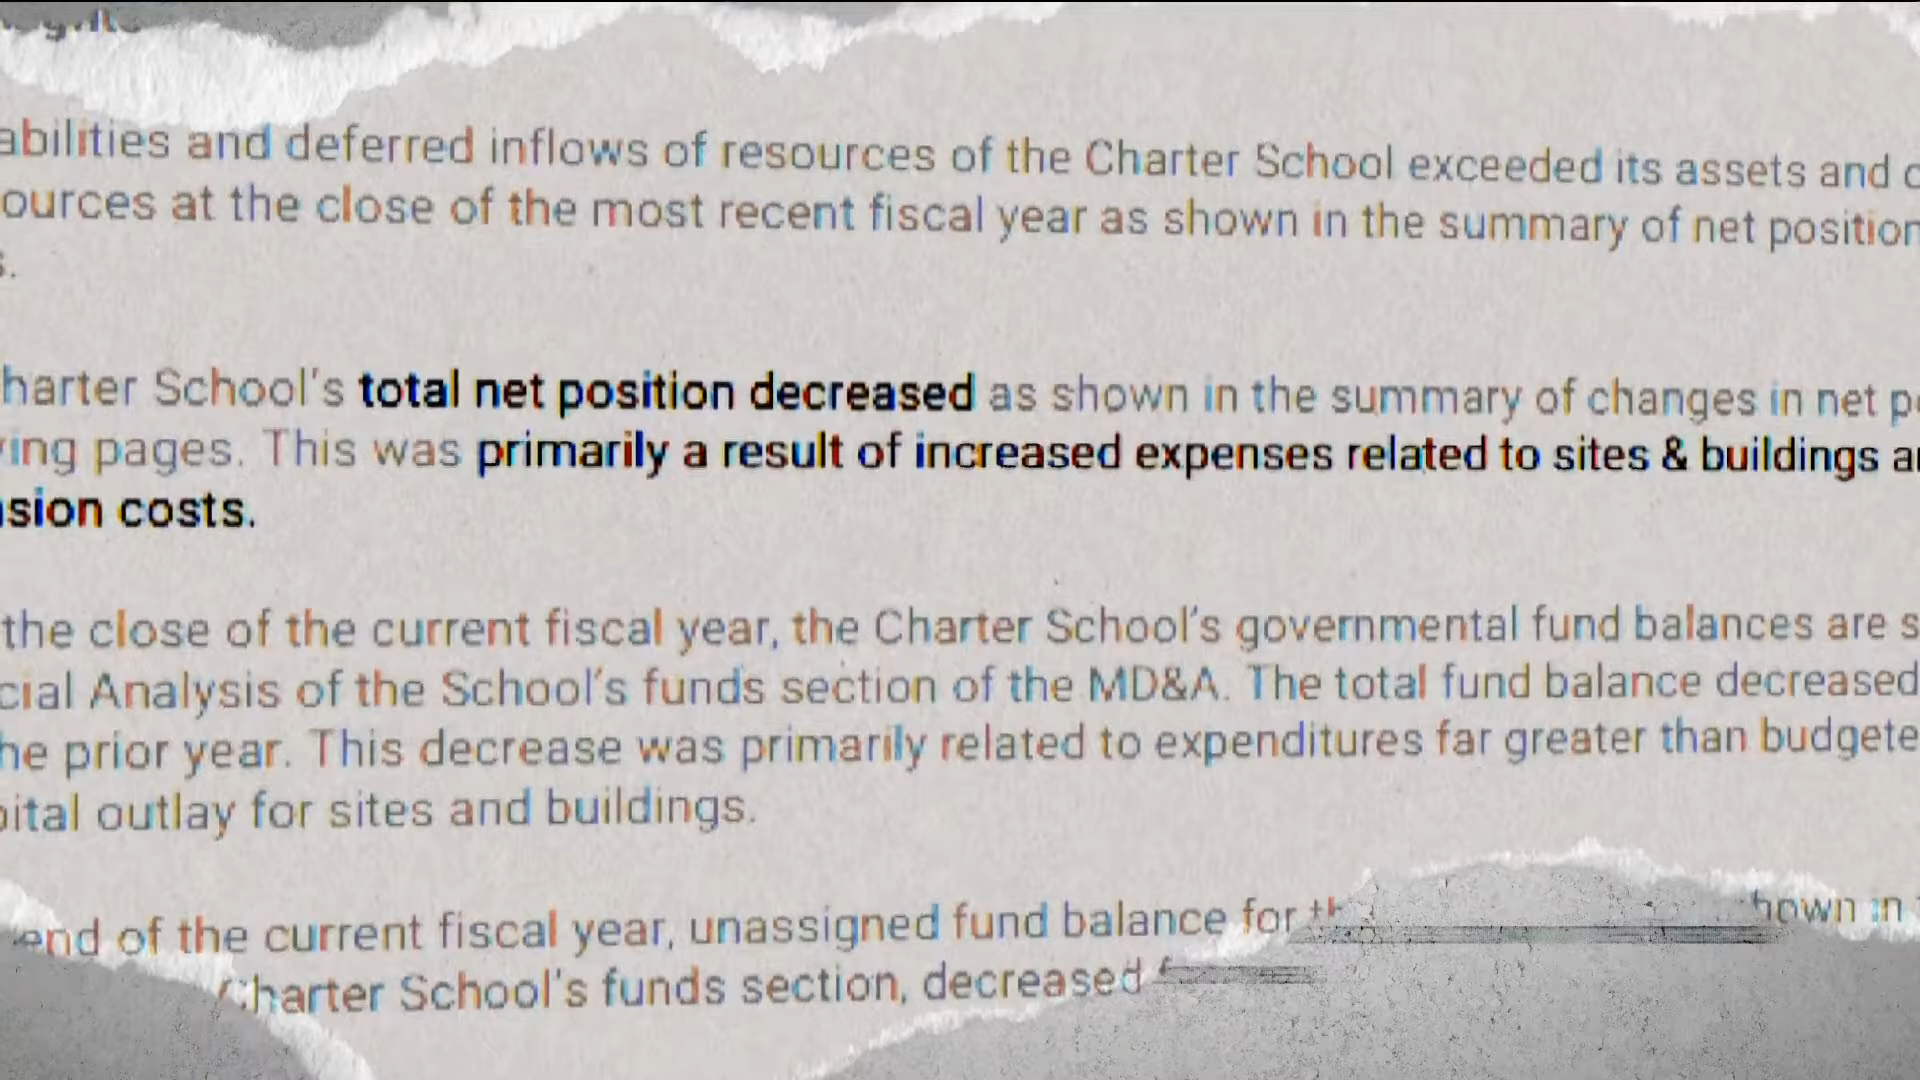 abilities and deferred inflows of resources of the Charter School exceeded its assets and
ources at the close of the most recent fiscal year as shown in the summary of net position
s.
harter School's total net position decreased as shown in the summary of changes in net
ing pages. This was primarily a result of increased expenses related to sites & buildings
sion costs.
the close of the current fiscal year, the Charter School's governmental fund balances are
cial Analysis of the School's funds section of the MD&A. The total fund balance decreased
he prior year. This decrease was primarily related to expenditures far greater than budgete
ital outlay for sites and buildings.
end of the current fiscal year, unassigned fund balance for hown in
Charter School's funds section, decreased